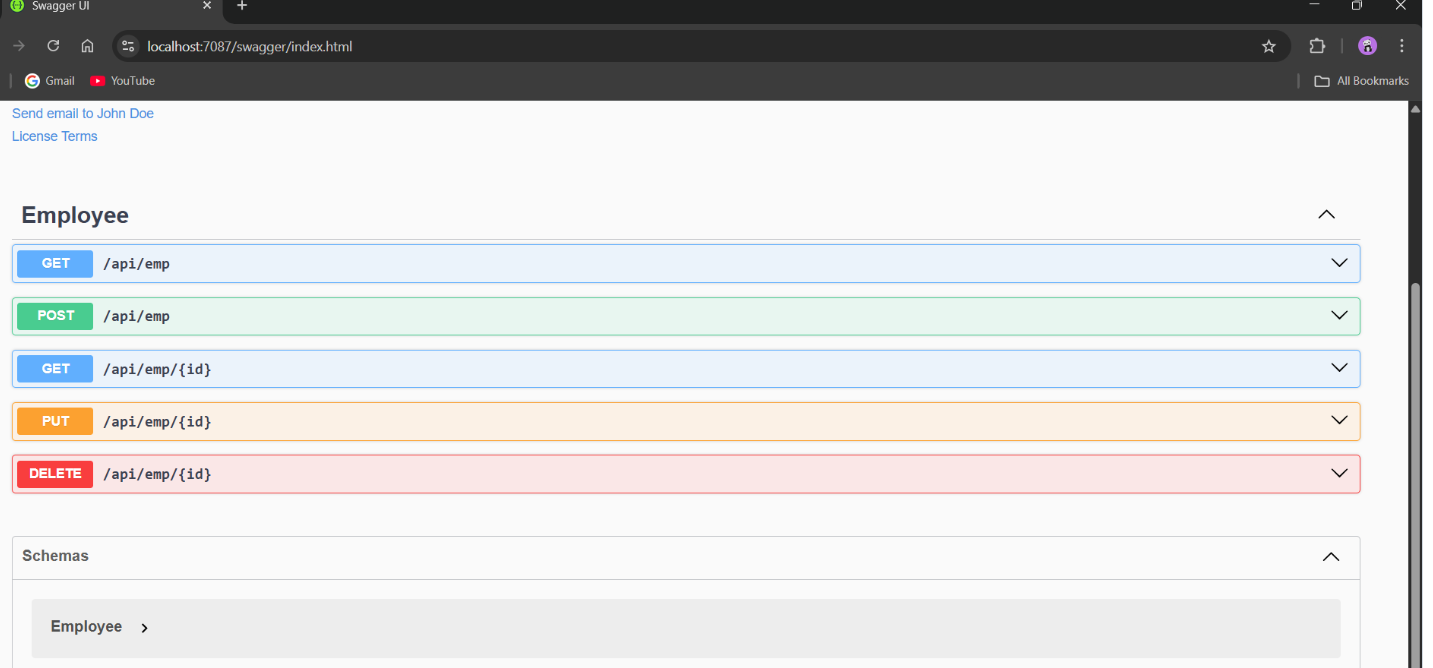 Swagger UI
localhost:7087/swagger/index.html
Gmail YouTube All Bookmarks
Send email to John Doe
License Terms
Employee
GET /api/emp
POST /api/emp
GET /api/emp/{id}
PUT /api/emp/{id}
DELETE /api/emp/{id}
Schemas
Employee